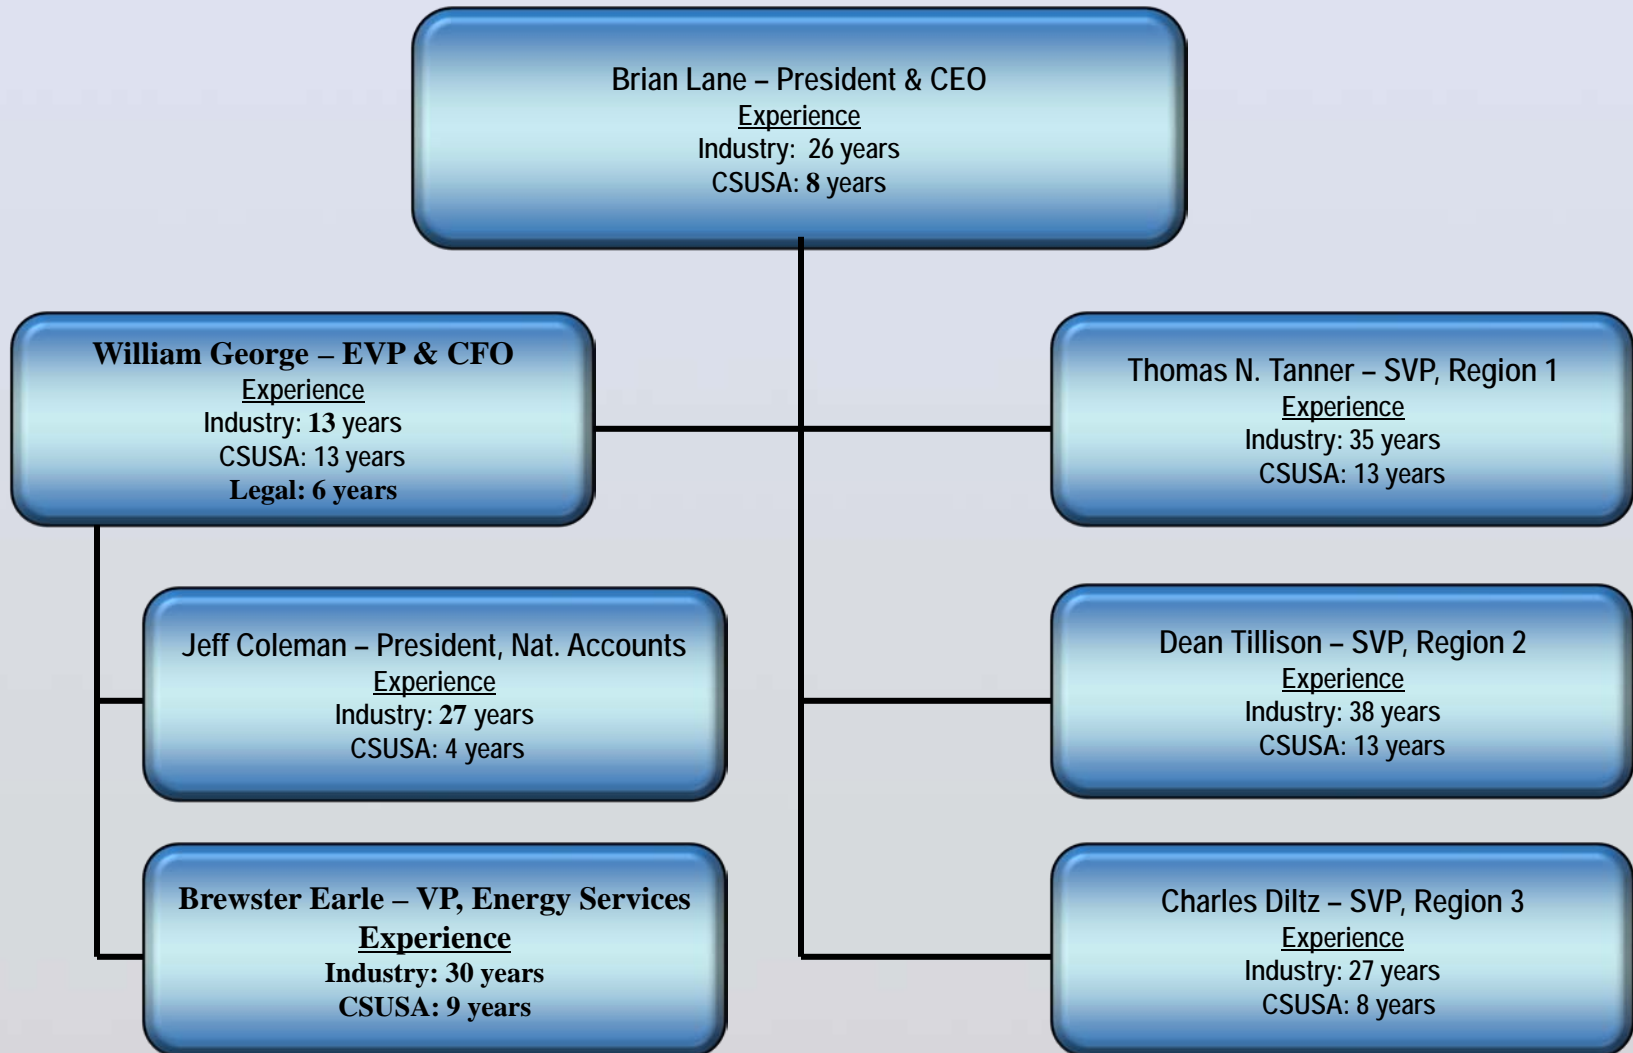 Brian Lane – President & CEO
Experience
Industry:  26 years
CSUSA: 8 years
William George – EVP & CFO
Experience
Industry: 13 years
CSUSA: 13 years
Legal: 6 years
Thomas N. Tanner – SVP, Region 1
Experience
Industry: 35 years
CSUSA: 13 years
Jeff Coleman – President, Nat. Accounts
Experience
Industry: 27 years
CSUSA: 4 years
Dean Tillison – SVP, Region 2
Experience
Industry: 38 years
CSUSA: 13 years
Brewster Earle – VP, Energy Services
Experience
Industry: 30 years
CSUSA: 9 years
Charles Diltz – SVP, Region 3
Experience
Industry: 27 years
CSUSA: 8 years